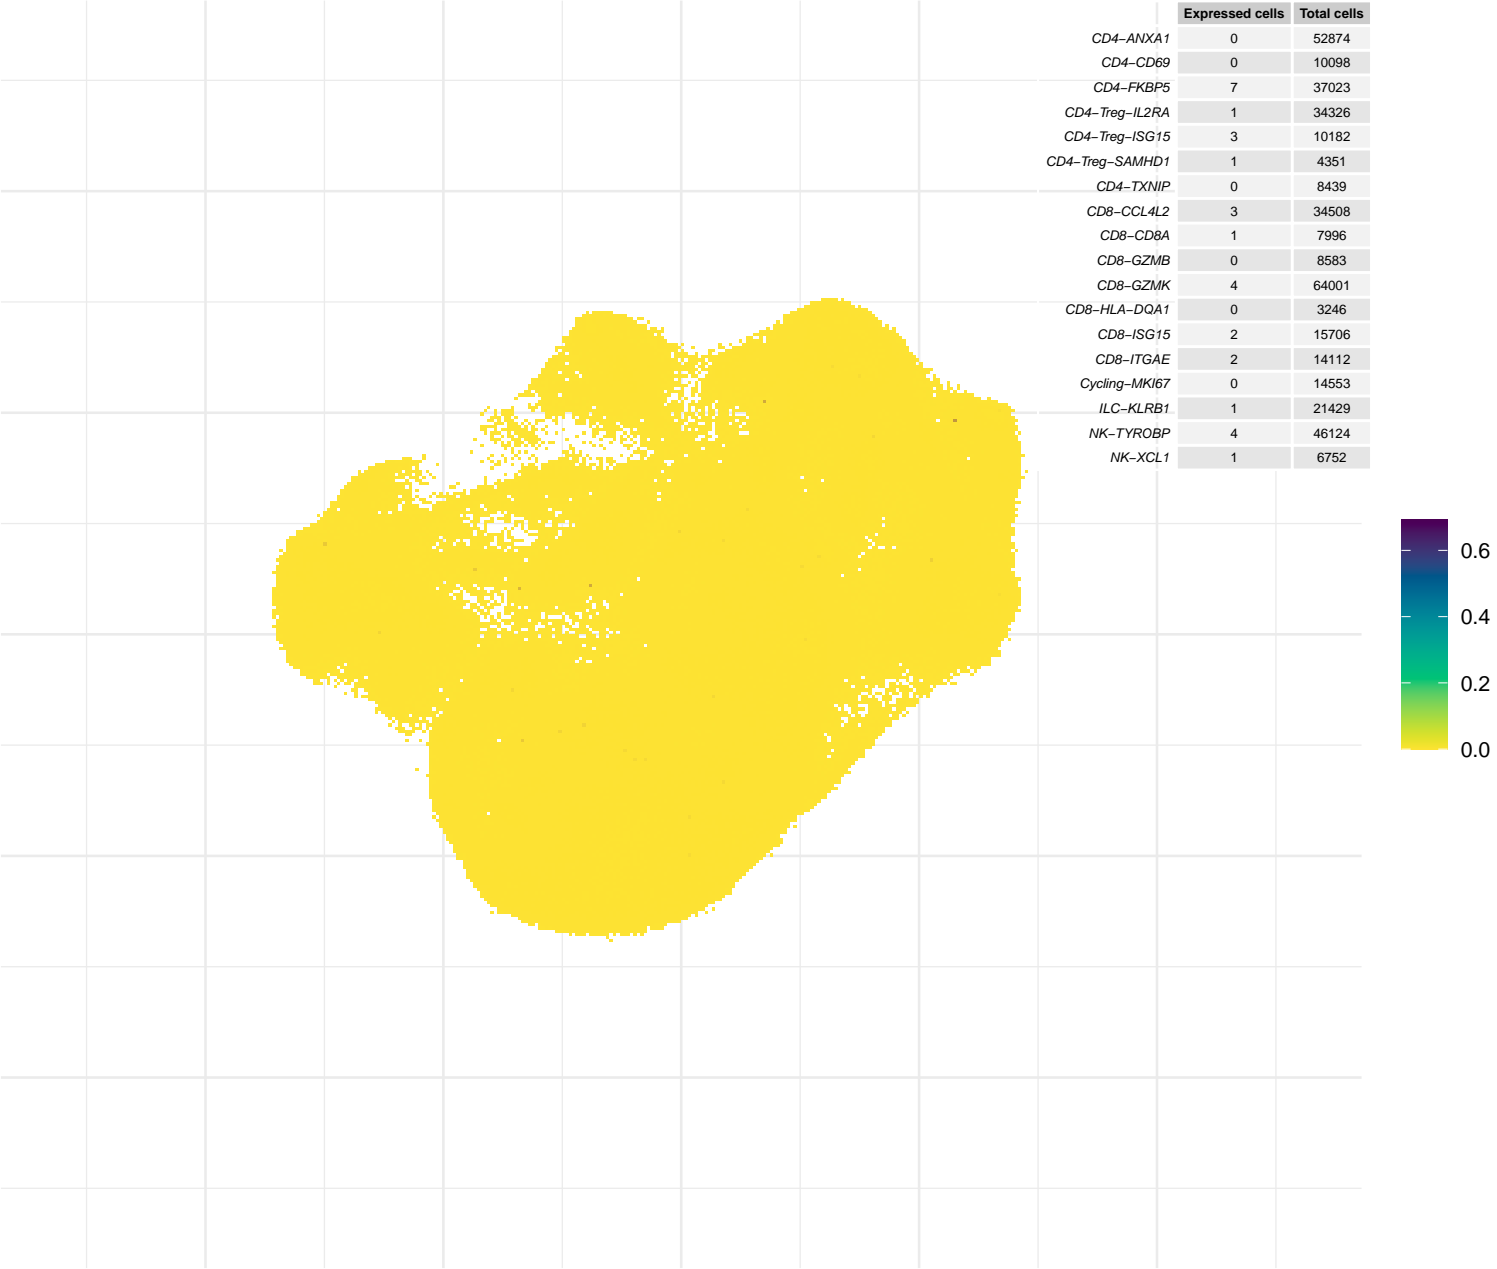 Expressed cells Total cells
CD4−ANXA1 0 52874
CD4−CD69 0 10098
CD4−FKBP5 7 37023
CD4−Treg−IL2RA 1 34326
CD4−Treg−ISG15 3 10182
CD4−Treg−SAMHD1 1 4351
CD4−TXNIP 0 8439
CD8−CCL4L2 3 34508
CD8−CD8A 1 7996
CD8−GZMB 0 8583
CD8−GZMK 4 64001
CD8−HLA−DQA1 0 3246
CD8−ISG15 2 15706
CD8−ITGAE 2 14112
Cycling−MKI67 0 14553
ILC−KLRB1 1 21429
NK−TYROBP 4 46124
NK−XCL1 1 6752
0.6
0.4
0.2
0.0